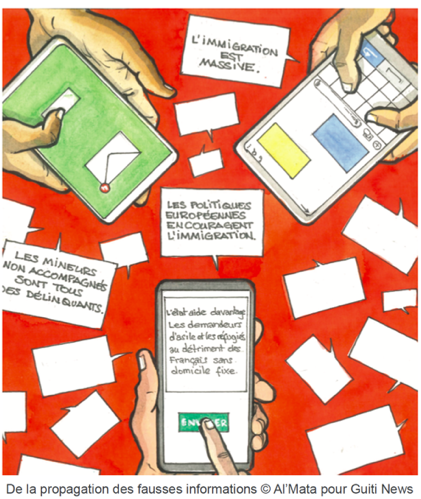 L'IMMIGRATION
EST
MASSIVE.
LES POLITIQUES
EUROPÉENNES
ENCOURAGENT
L'IMMIGRATION.
LES MINEURS
NON ACCOMPAGNÉS
SONT TOUS
DES DÉLINQUANTS.
L'état aide davantage
Les demandeurs
d'asile et les réfugiés
au détriment des
Français sans
domicile fixe.
De la propagation des fausses informations © Al'Mata pour Guiti News